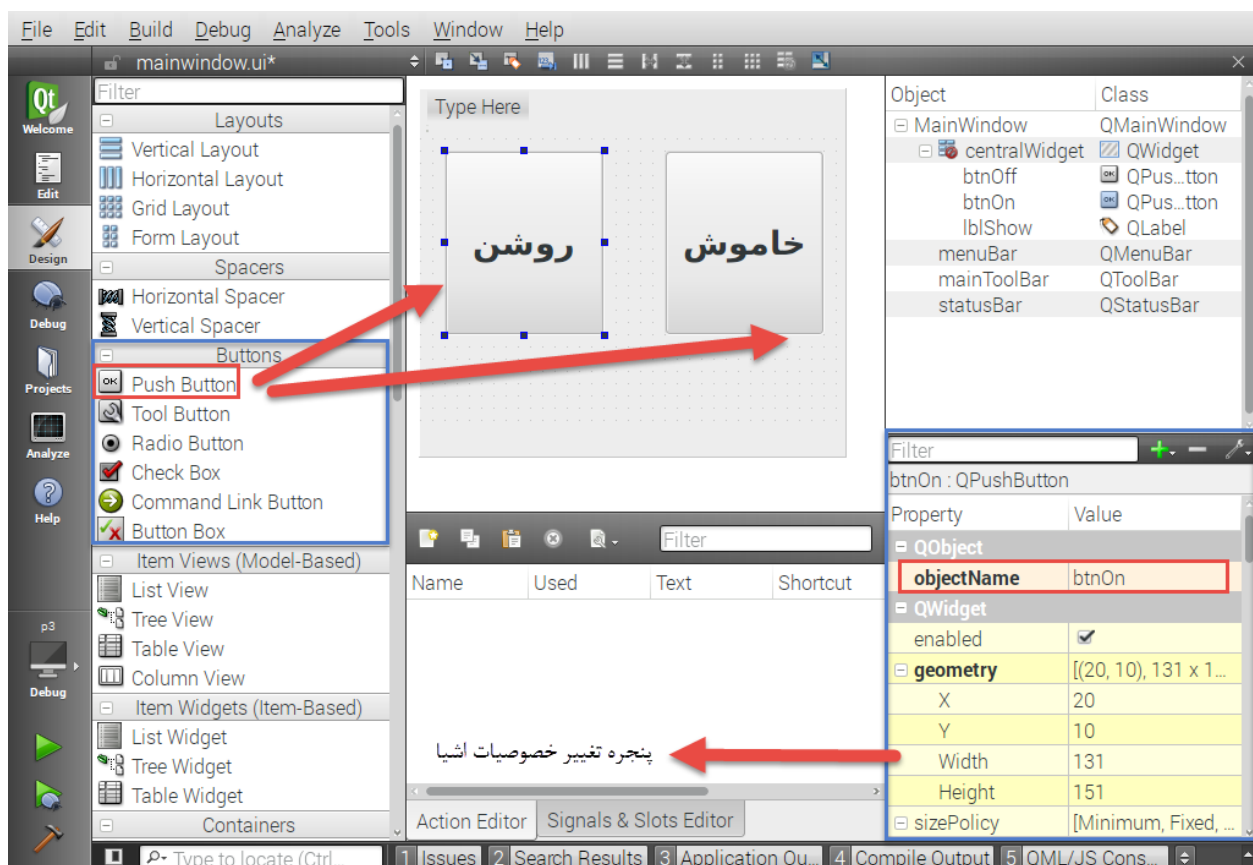 File Edit Build Debug Analyze Tools Window Help
mainwindow.ui*
Welcome
Edit
Design
Debug
Projects
Analyze
Help
p3
Debug
Filter
Layouts
Vertical Layout
Horizontal Layout
Grid Layout
Form Layout
Spacers
Horizontal Spacer
Vertical Spacer
Buttons
Push Button
Tool Button
Radio Button
Check Box
Command Link Button
Button Box
Item Views (Model-Based)
List View
Tree View
Table View
Column View
Item Widgets (Item-Based)
List Widget
Tree Widget
Table Widget
Containers
Type Here
روشن
خاموش
Filter
Name Used Text Shortcut
پنجره تغییر خصوصیات اشیا
Action Editor Signals & Slots Editor
Object Class
MainWindow QMainWindow
centralWidget QWidget
btnOff QPus...tton
btnOn QPus...tton
lblShow QLabel
menuBar QMenuBar
mainToolBar QToolBar
statusBar QStatusBar
Filter
btnOn : QPushButton
Property Value
QObject
objectName btnOn
QWidget
enabled
geometry [(20, 10), 131 x 1...
X 20
Y 10
Width 131
Height 151
sizePolicy [Minimum, Fixed, ...
Type to locate (Ctrl... 1 Issues 2 Search Results 3 Application Ou... 4 Compile Output 5 QML/JS Cons...